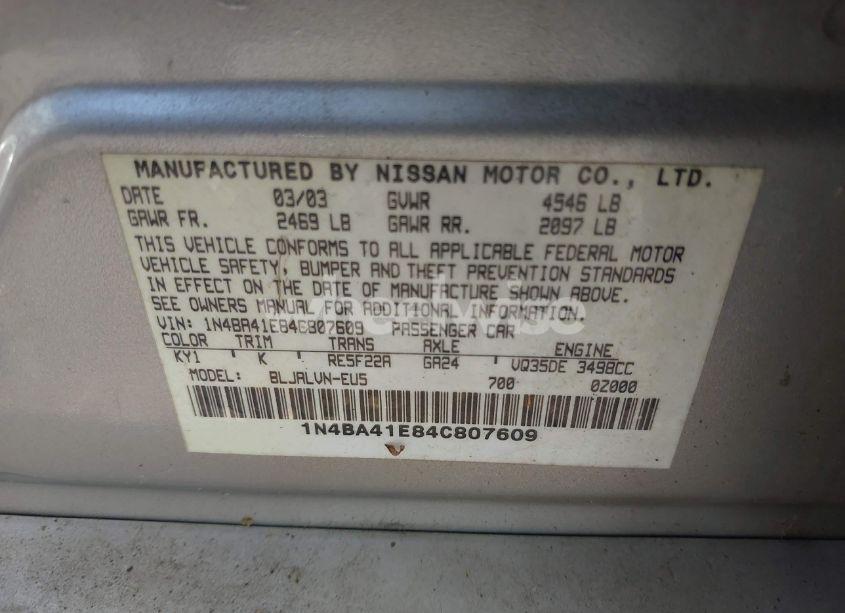 MANUFACTURED BY NISSAN MOTOR CO., LTD.
DATE 03/03 GVWR 4546 LB
GAWR FR. 2469 LB GAWR RR. 2097 LB
THIS VEHICLE CONFORMS TO ALL APPLICABLE FEDERAL MOTOR
VEHICLE SAFETY, BUMPER AND THEFT PREVENTION STANDARDS
IN EFFECT ON THE DATE OF MANUFACTURE SHOWN ABOVE.
SEE OWNERS MANUAL FOR ADDITIONAL INFORMATION.
VIN: 1N4BA41E84C807609 PASSENGER CAR
COLOR TRIM TRANS AXLE ENGINE
KY1 K RE5F22A GA24 VQ35DE 3498CC
MODEL: BLJALVN-EU5 700 0Z000
1N4BA41E84C807609